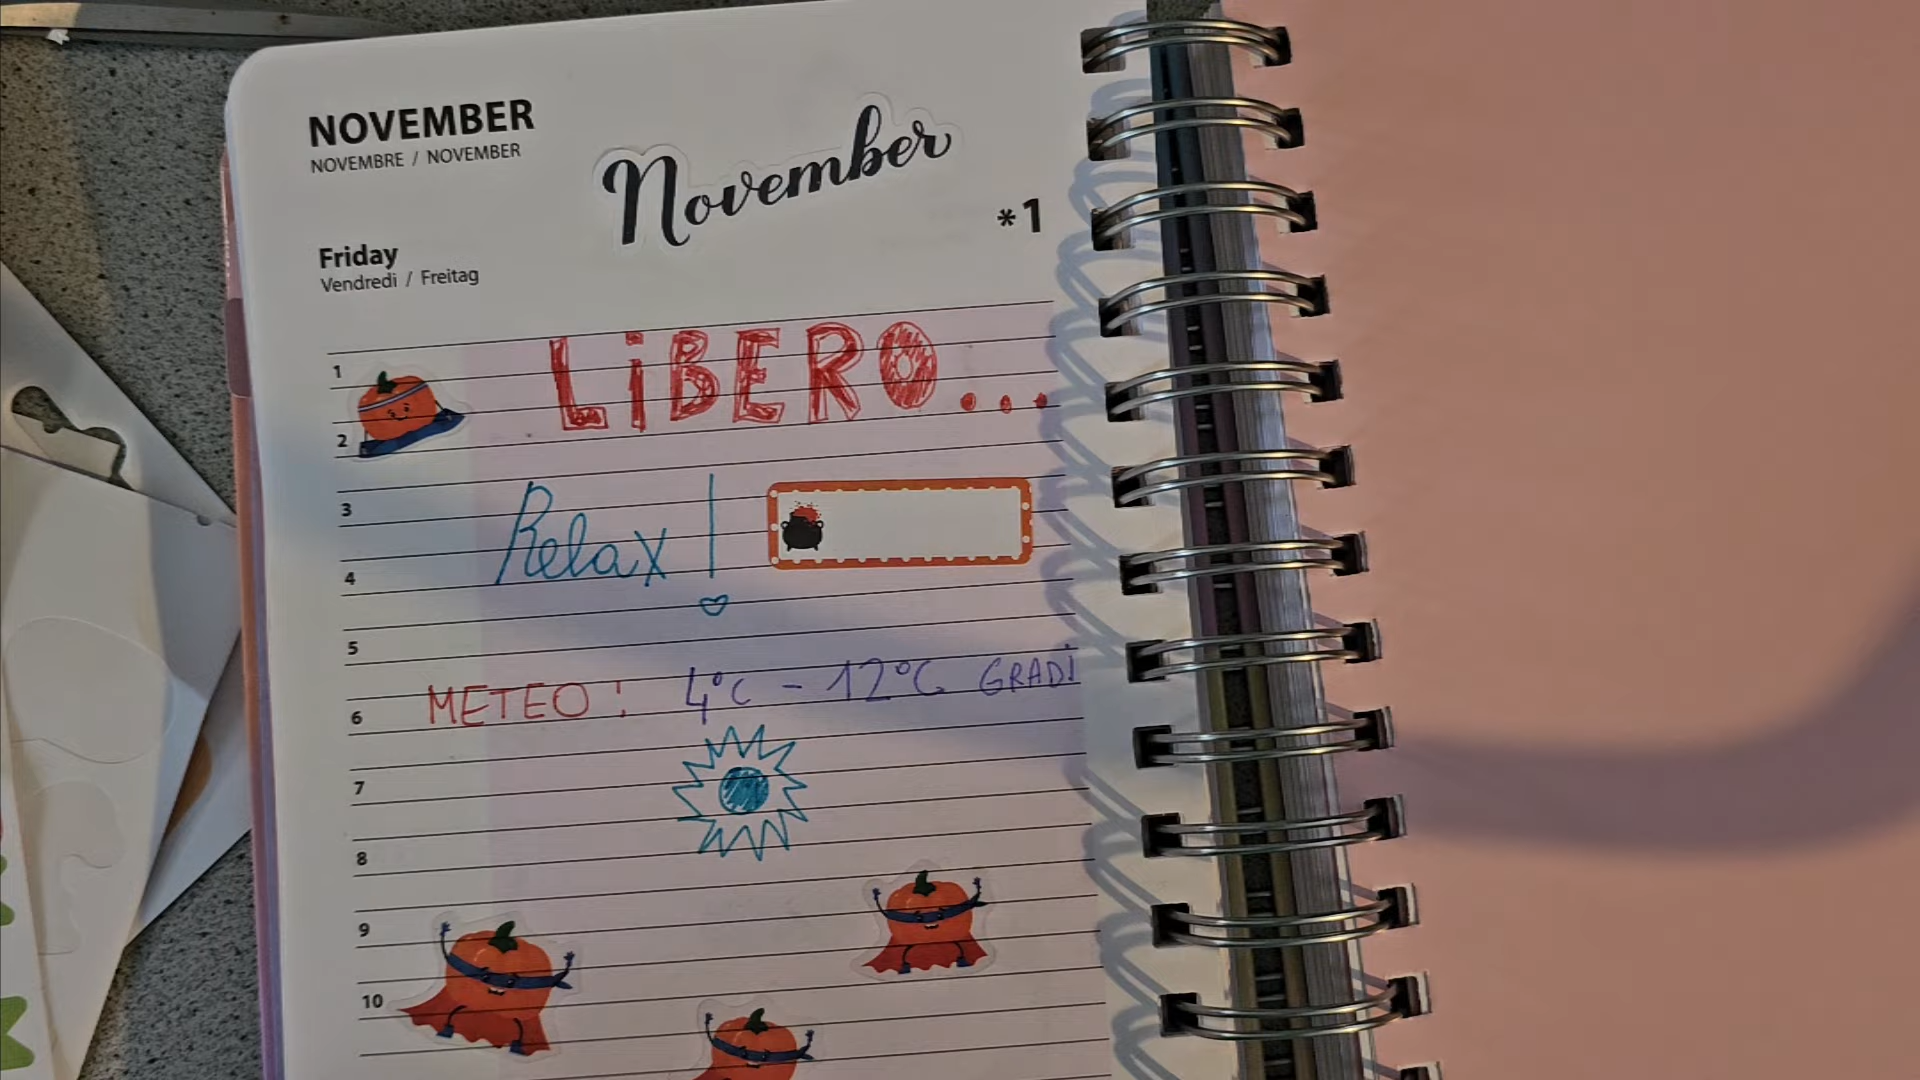 NOVEMBER
NOVEMBRE / NOVEMBER
November
*1
Friday
Vendredi / Freitag
1
LiBERO...
2
3
Relax !
4
5
METEO: 4°C - 12°C GRADI
6
7
8
9
10